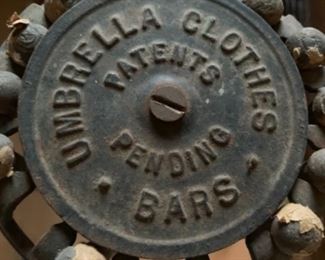 UMBRELLA CLOTHES
PATENTS
PENDING
· BARS ·